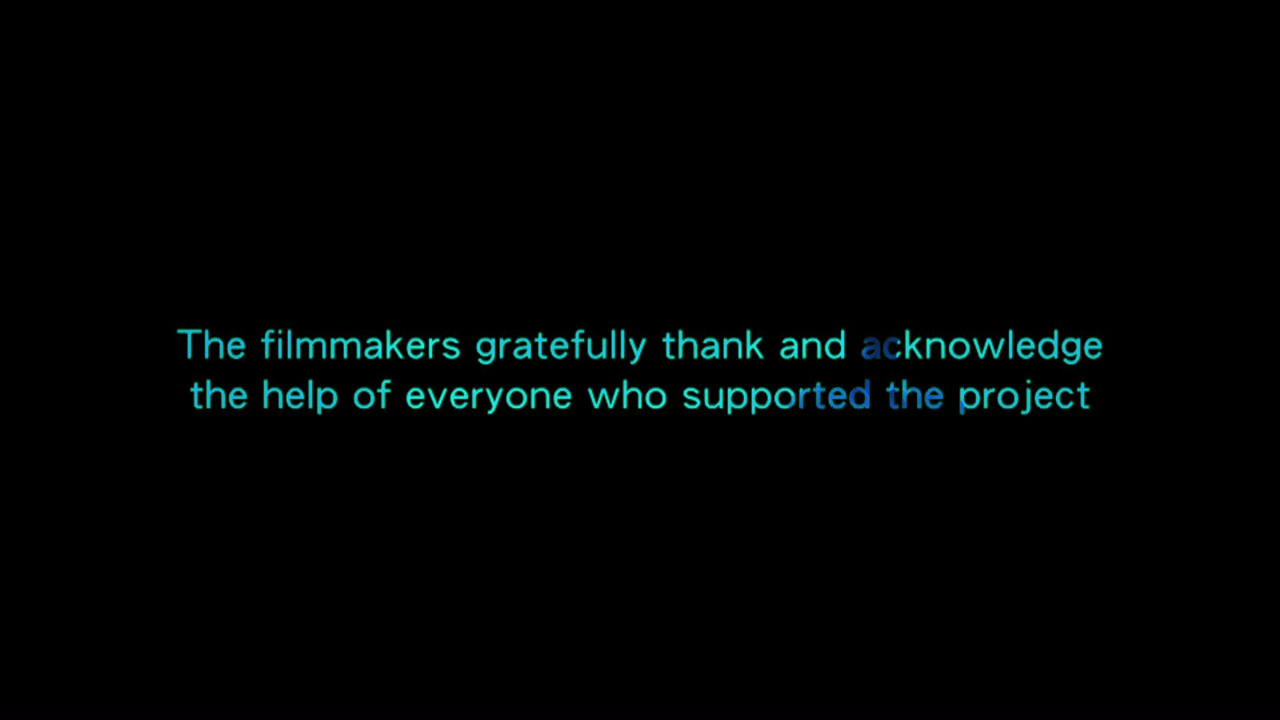 The filmmakers gratefully thank and acknowledge
the help of everyone who supported the project